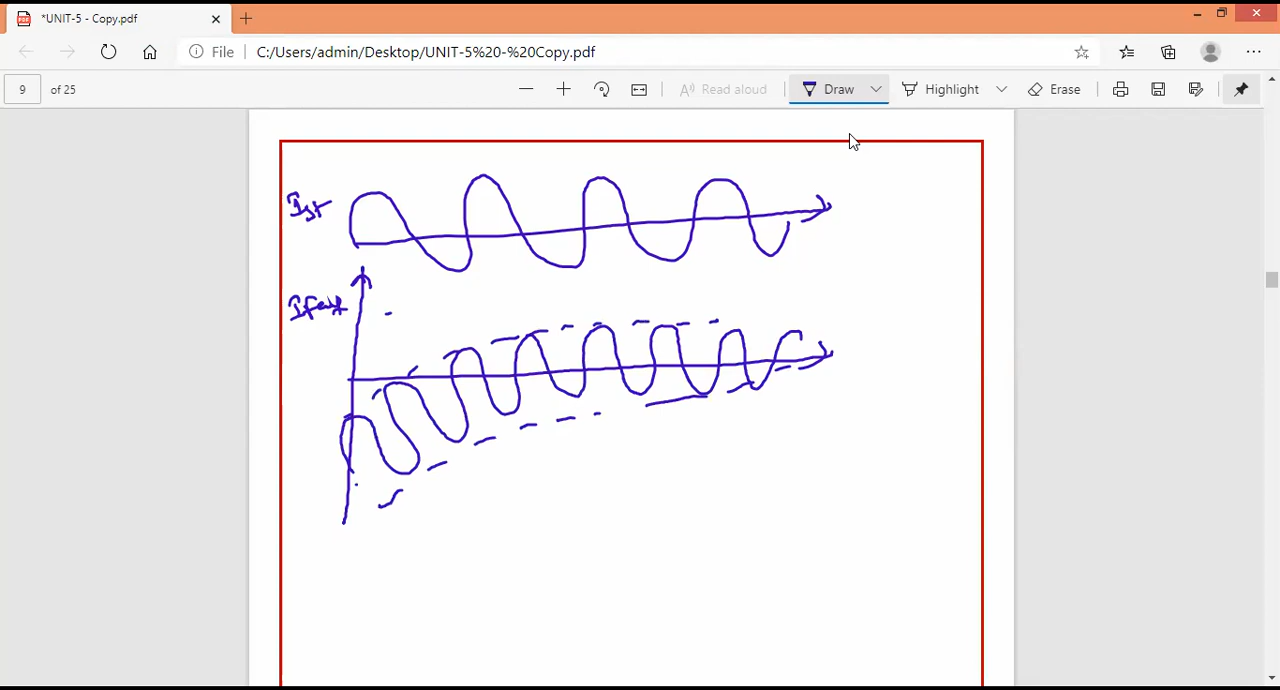 *UNIT-5 - Copy.pdf
File C:/Users/admin/Desktop/UNIT-5%20-%20Copy.pdf
9 of 25 Read aloud Draw Highlight Erase